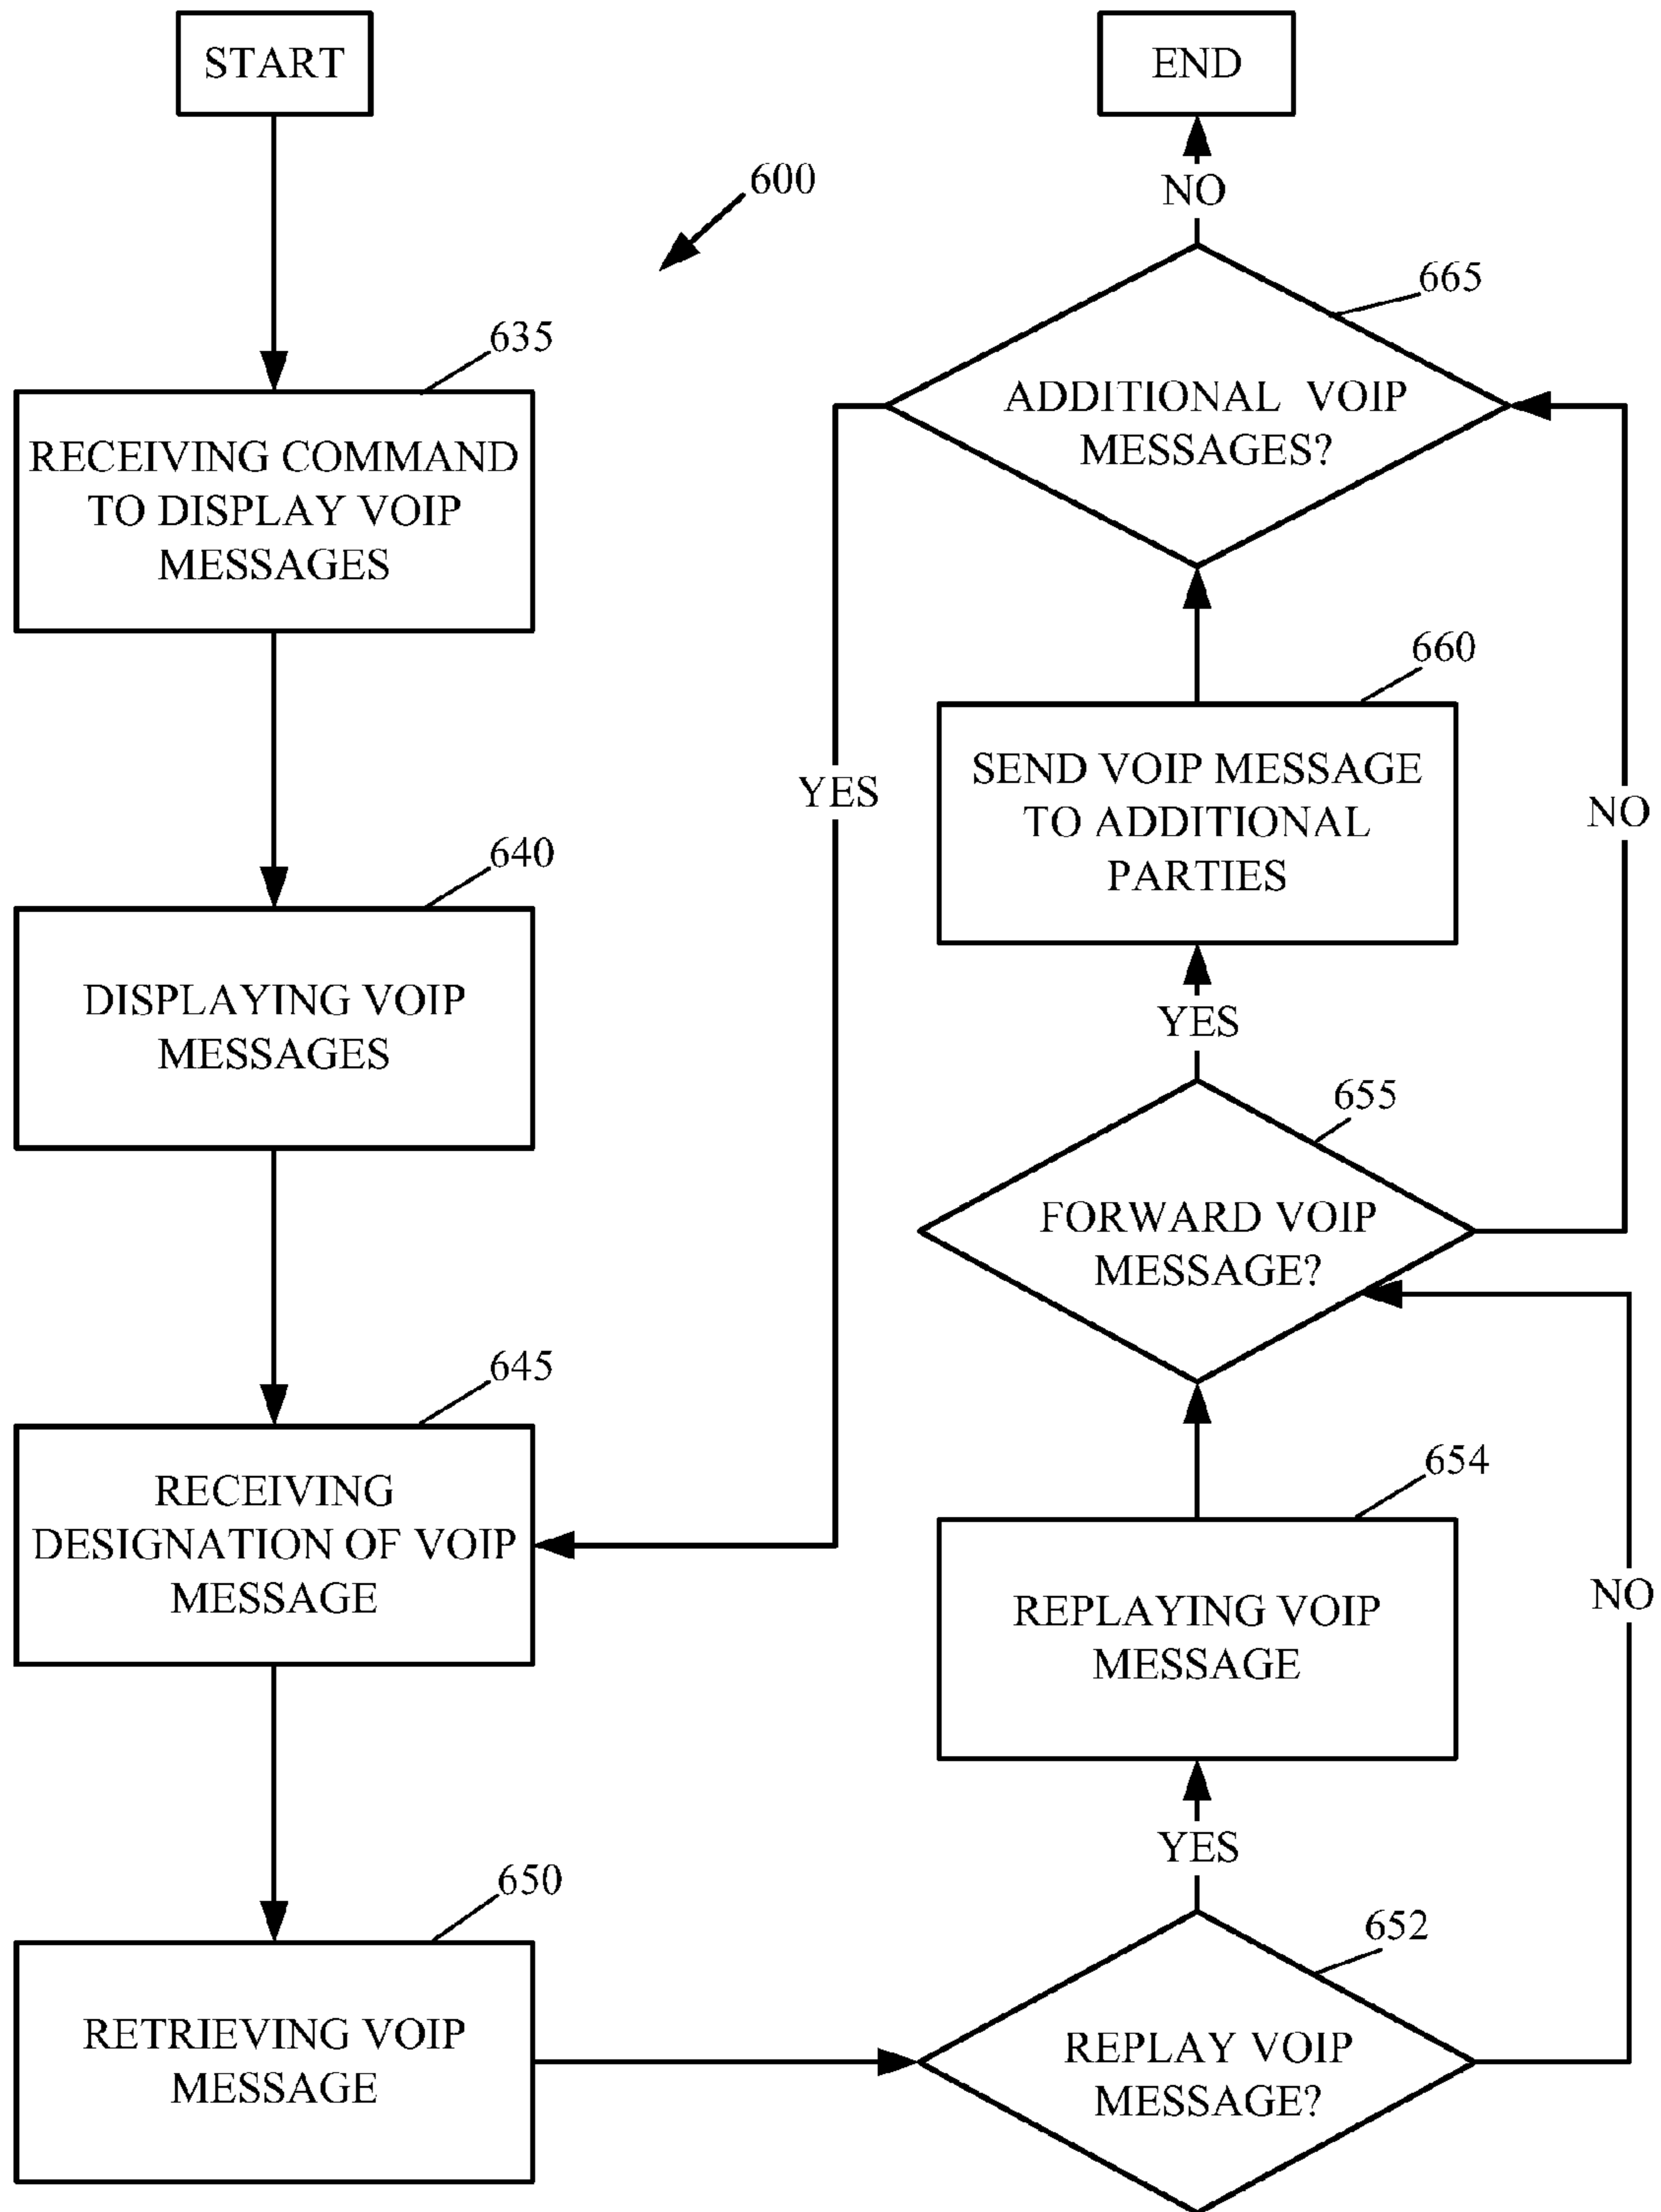 START
600
635
RECEIVING COMMAND
TO DISPLAY VOIP
MESSAGES
640
DISPLAYING VOIP
MESSAGES
645
RECEIVING
DESIGNATION OF VOIP
MESSAGE
650
RETRIEVING VOIP
MESSAGE
652
REPLAY VOIP
MESSAGE?
YES
NO
654
REPLAYING VOIP
MESSAGE
655
FORWARD VOIP
MESSAGE?
YES
NO
660
SEND VOIP MESSAGE
TO ADDITIONAL
PARTIES
665
ADDITIONAL VOIP
MESSAGES?
YES
NO
END